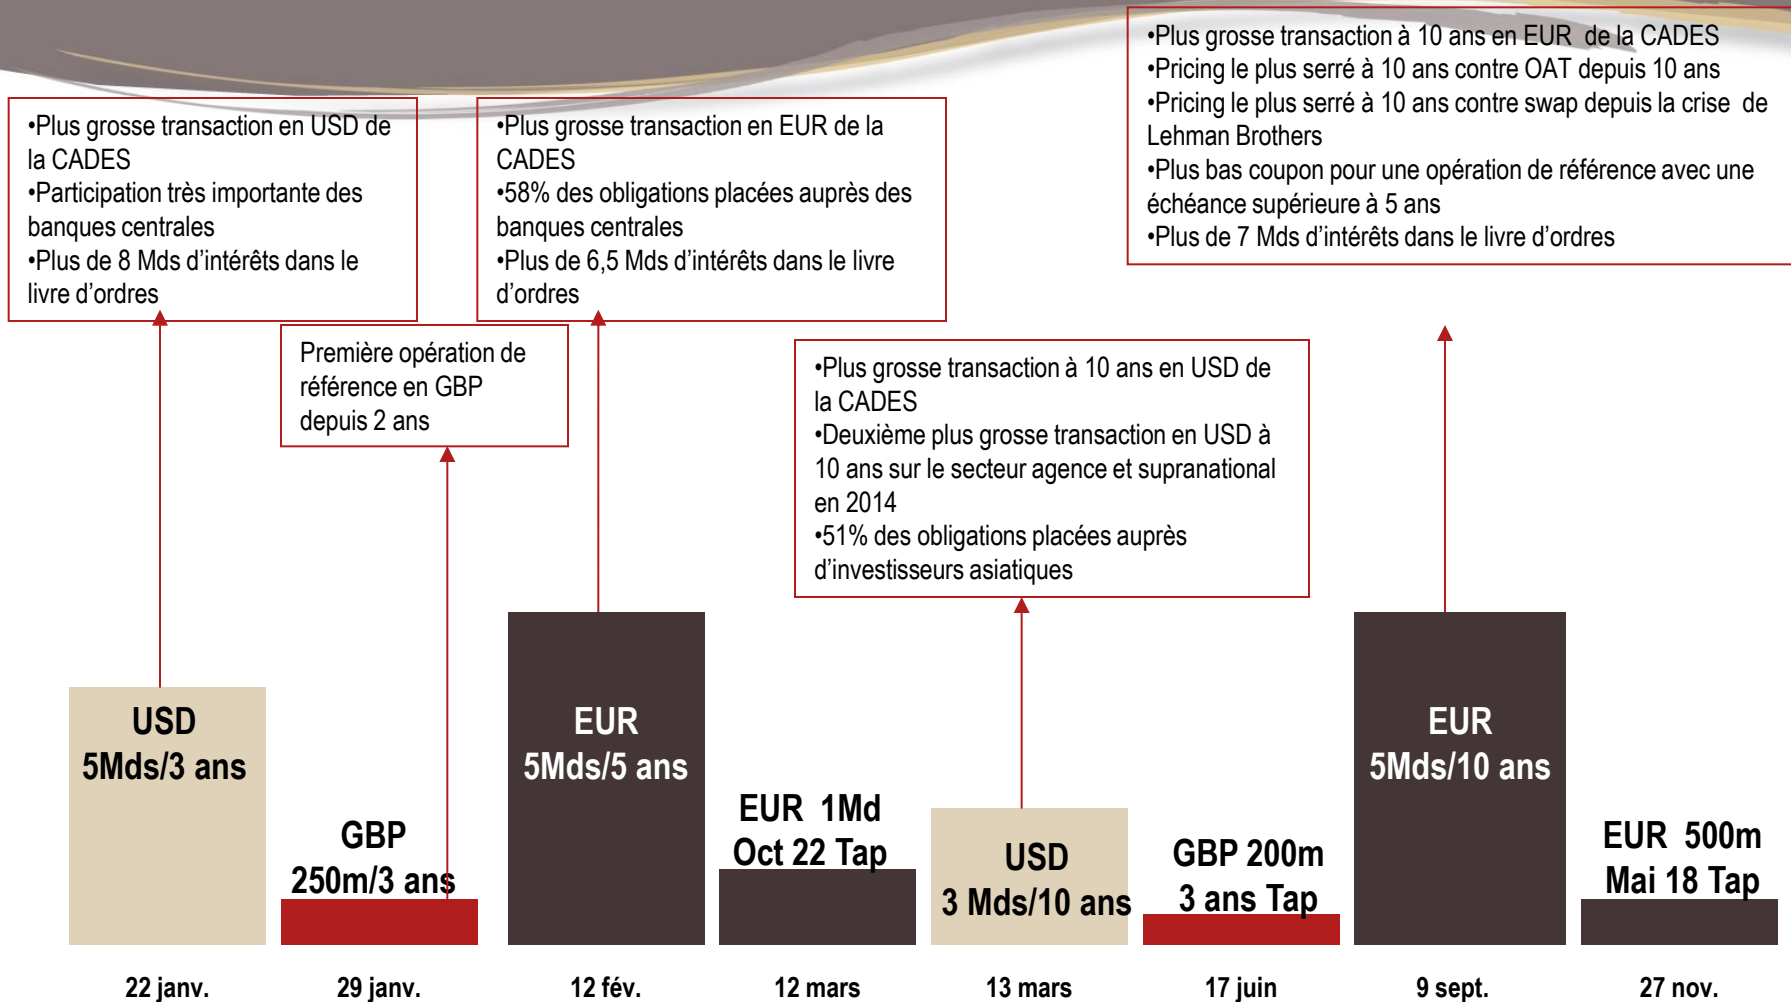 •Plus grosse transaction en USD de
la CADES
•Participation très importante des
banques centrales
•Plus de 8 Mds d'intérêts dans le
livre d'ordres
•Plus grosse transaction en EUR de la
CADES
•58% des obligations placées auprès des
banques centrales
•Plus de 6,5 Mds d'intérêts dans le livre
d'ordres
•Plus grosse transaction à 10 ans en EUR de la CADES
•Pricing le plus serré à 10 ans contre OAT depuis 10 ans
•Pricing le plus serré à 10 ans contre swap depuis la crise de
Lehman Brothers
•Plus bas coupon pour une opération de référence avec une
échéance supérieure à 5 ans
•Plus de 7 Mds d'intérêts dans le livre d'ordres
Première opération de
référence en GBP
depuis 2 ans
•Plus grosse transaction à 10 ans en USD de
la CADES
•Deuxième plus grosse transaction en USD à
10 ans sur le secteur agence et supranational
en 2014
•51% des obligations placées auprès
d'investisseurs asiatiques
USD
5Mds/3 ans
GBP
250m/3 ans
EUR
5Mds/5 ans
EUR 1Md
Oct 22 Tap
USD
3 Mds/10 ans
GBP 200m
3 ans Tap
EUR
5Mds/10 ans
EUR 500m
Mai 18 Tap
22 janv.
29 janv.
12 fév.
12 mars
13 mars
17 juin
9 sept.
27 nov.